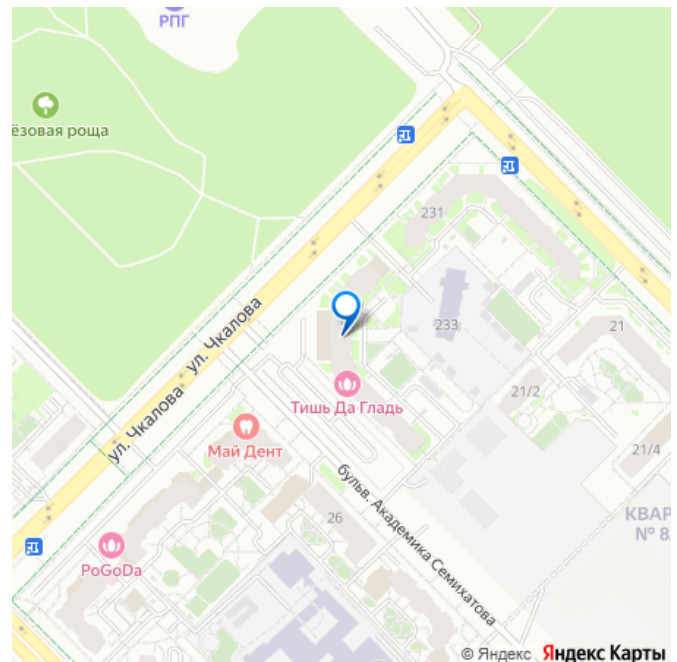 РПГ
ёзовая роща
231
ул. Чкалова
233
21
21/2
Тишь Да Гладь
ул. Чкалова
Май Дент
21/4
бульв. Академика Семихатова
26
КВАР
№ 8
PoGoDa
© Яндекс Яндекс Карты